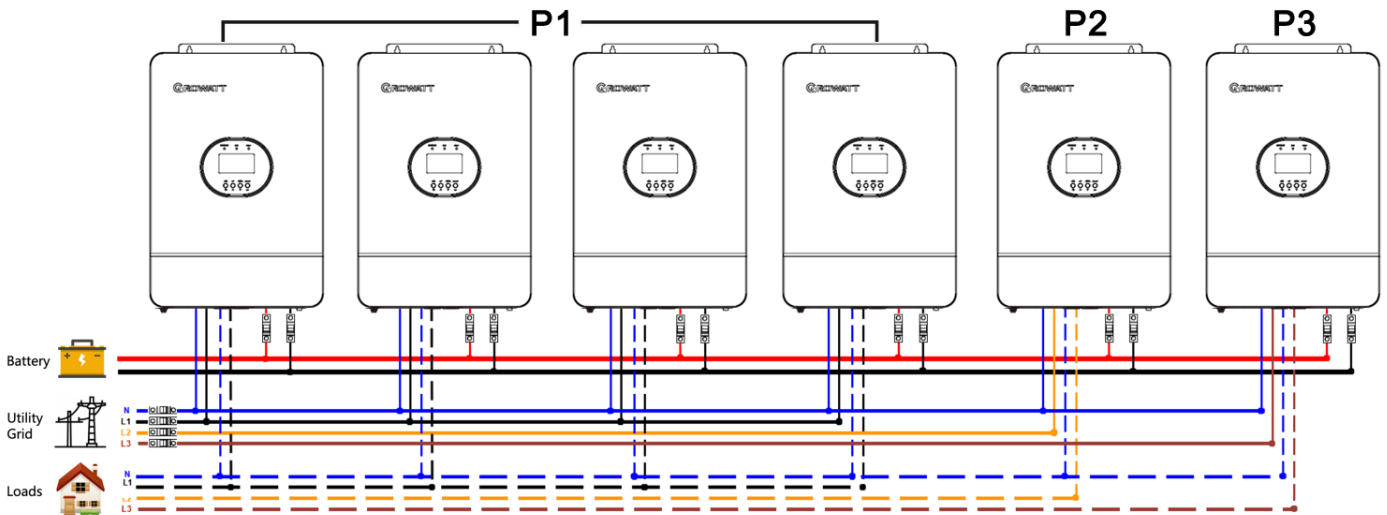 P1 P2 P3
GROWATT GROWATT GROWATT GROWATT GROWATT GROWATT
Battery
+ -
Utility
Grid
N
L1
L2
L3
Loads
N
L1
L2
L3